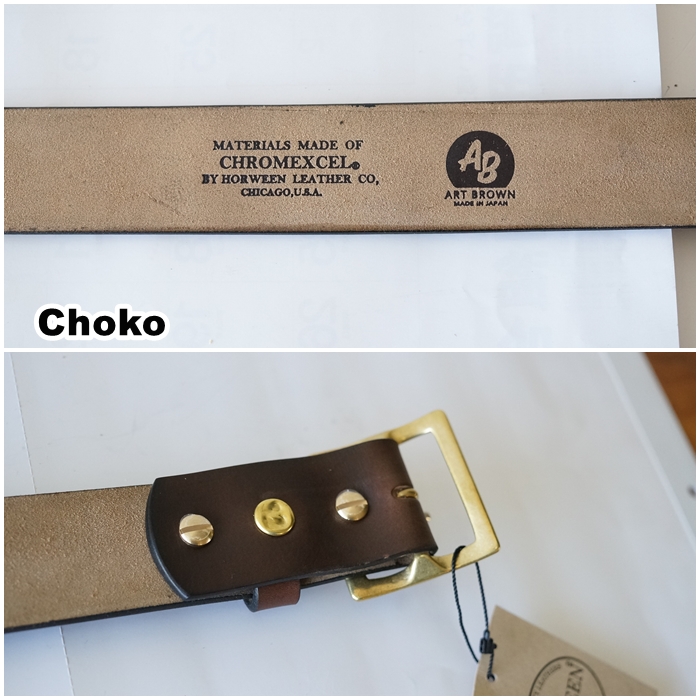 MATERIALS MADE OF
CHROMEXCEL®
BY HORWEEN LEATHER CO,
CHICAGO,U.S.A.
AB
ART BROWN
MADE IN JAPAN
Choko